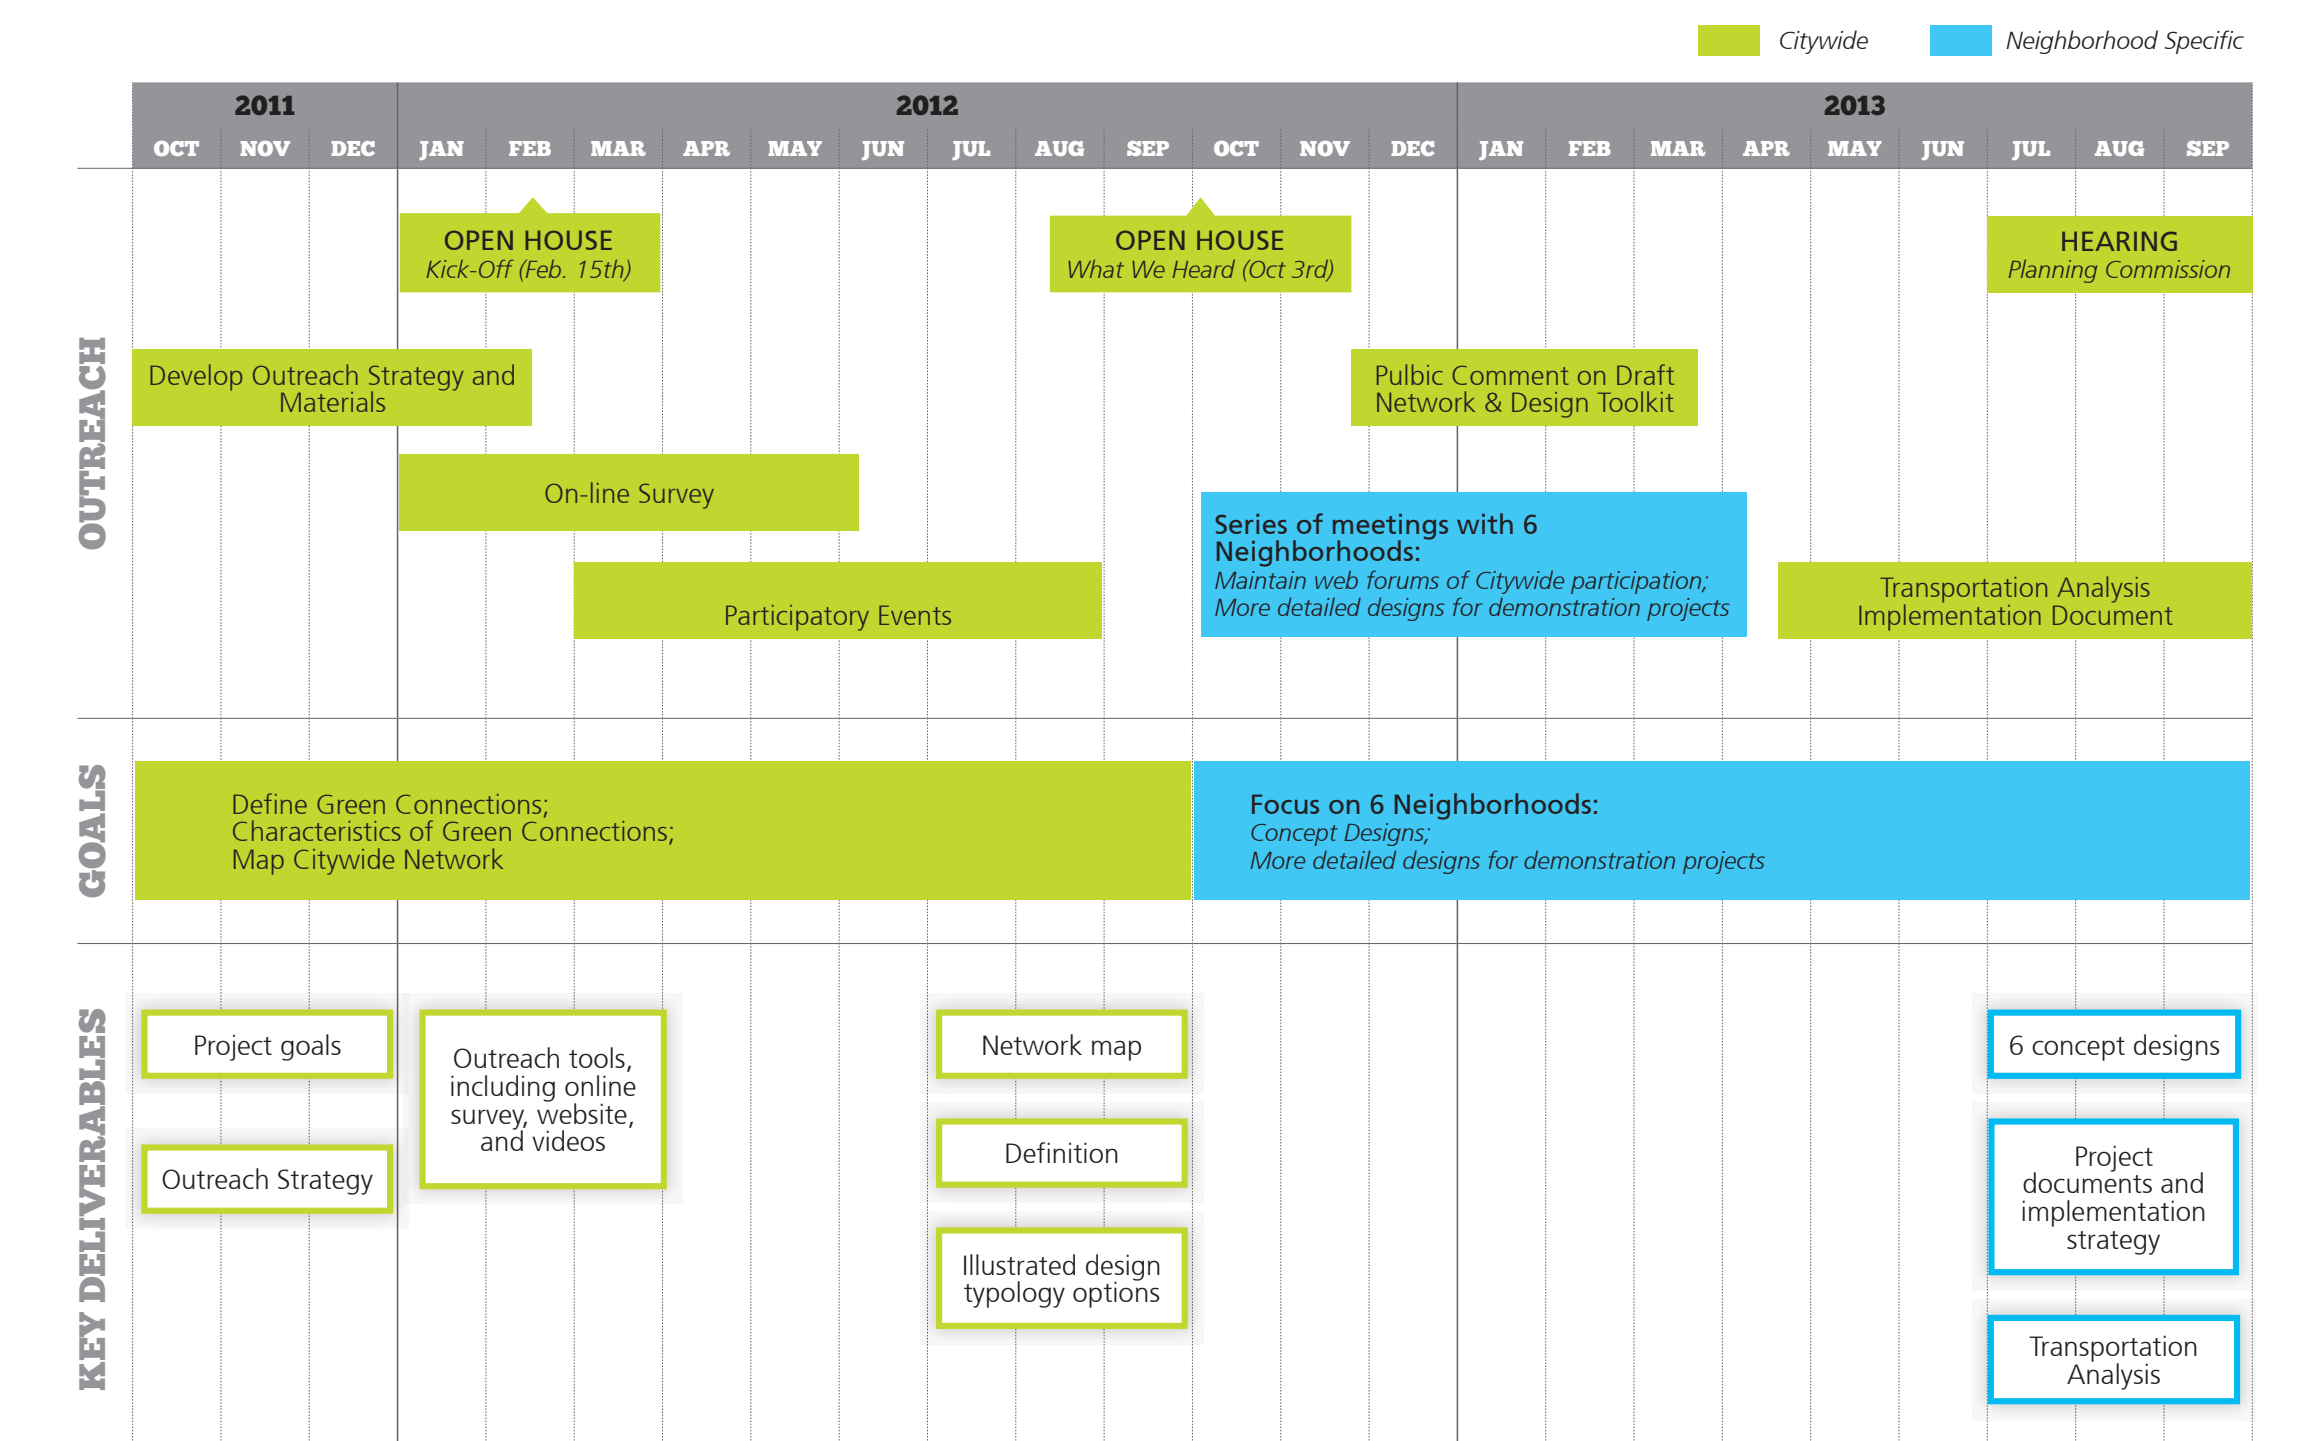 Citywide
Neighborhood Specific
2011
2012
2013
OCT NOV DEC JAN FEB MAR APR MAY JUN JUL AUG SEP OCT NOV DEC JAN FEB MAR APR MAY JUN JUL AUG SEP
OUTREACH
OPEN HOUSE
Kick-Off (Feb. 15th)
OPEN HOUSE
What We Heard (Oct 3rd)
HEARING
Planning Commission
Develop Outreach Strategy and
Materials
Pulbic Comment on Draft
Network & Design Toolkit
On-line Survey
Series of meetings with 6
Neighborhoods:
Maintain web forums of Citywide participation;
More detailed designs for demonstration projects
Participatory Events
Transportation Analysis
Implementation Document
GOALS
Define Green Connections;
Characteristics of Green Connections;
Map Citywide Network
Focus on 6 Neighborhoods:
Concept Designs;
More detailed designs for demonstration projects
KEY DELIVERABLES
Project goals
Outreach Strategy
Outreach tools,
including online
survey, website,
and videos
Network map
Definition
Illustrated design
typology options
6 concept designs
Project
documents and
implementation
strategy
Transportation
Analysis